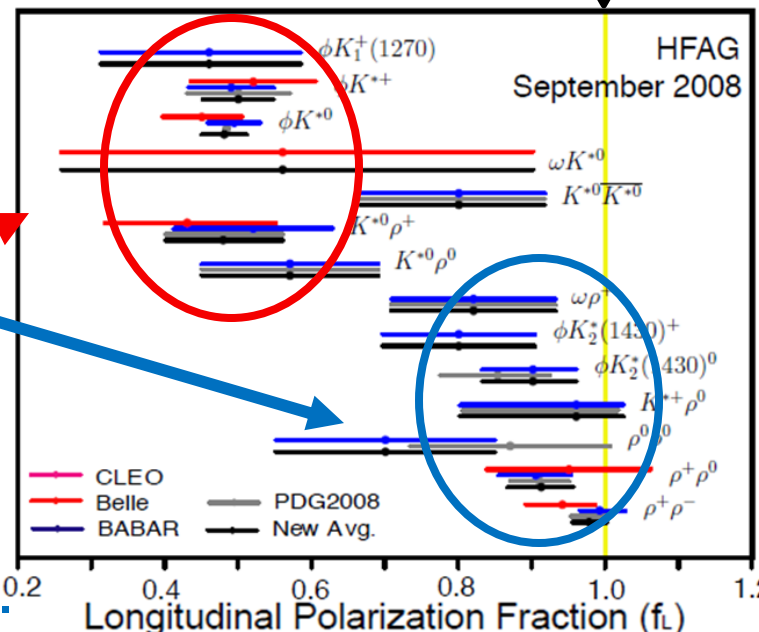 HFAG
September 2008
ϕK₁⁺(1270)
ϕK*⁺
ϕK*⁰
ωK*⁰
K*⁰K̅*⁰
K*⁰ρ⁺
K*⁰ρ⁰
ωρ⁺
ϕK₂*(1430)⁺
ϕK₂*(1430)⁰
K*⁺ρ⁰
ρ⁰ρ⁰
ρ⁺ρ⁰
ρ⁺ρ⁻
CLEO
Belle
BABAR
PDG2008
New Avg.
0.2 0.4 0.6 0.8 1.0
Longitudinal Polarization Fraction (fL)